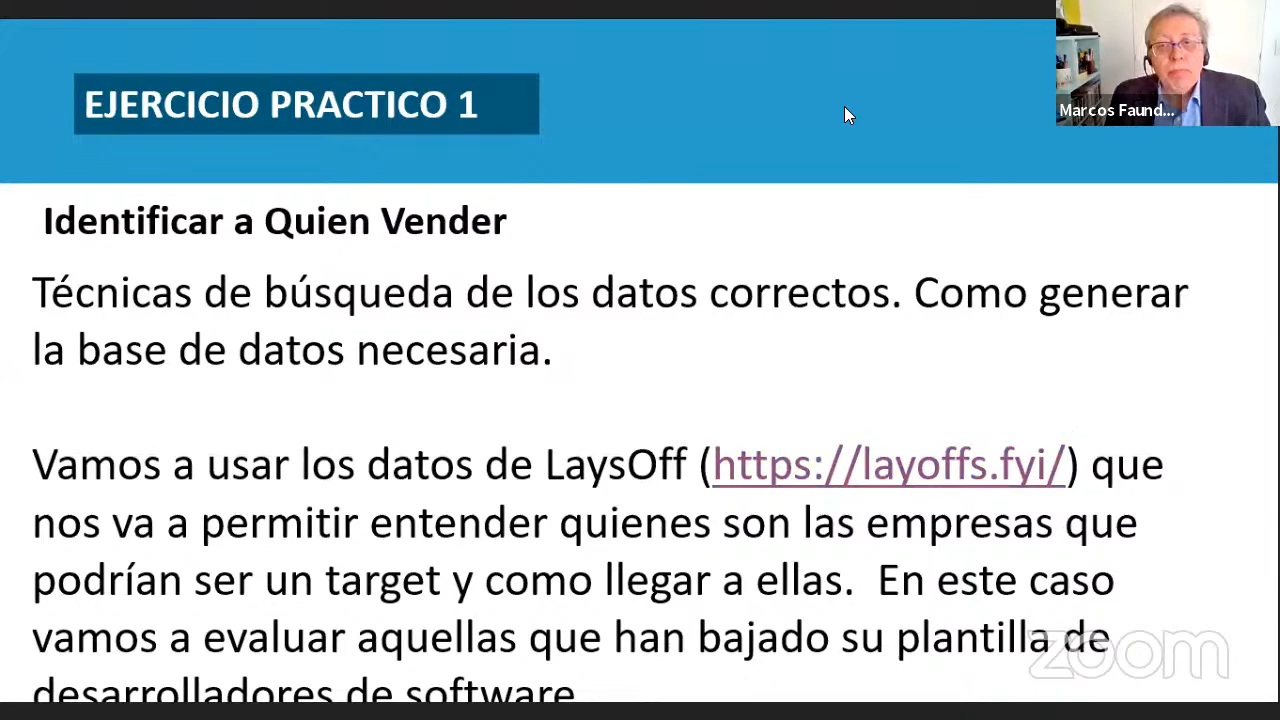 EJERCICIO PRACTICO 1
Marcos Faund...
Identificar a Quien Vender
Técnicas de búsqueda de los datos correctos. Como generar
la base de datos necesaria.
Vamos a usar los datos de LaysOff (https://layoffs.fyi/) que
nos va a permitir entender quienes son las empresas que
podrían ser un target y como llegar a ellas.  En este caso
vamos a evaluar aquellas que han bajado su plantilla de
desarrolladores de software
zoom